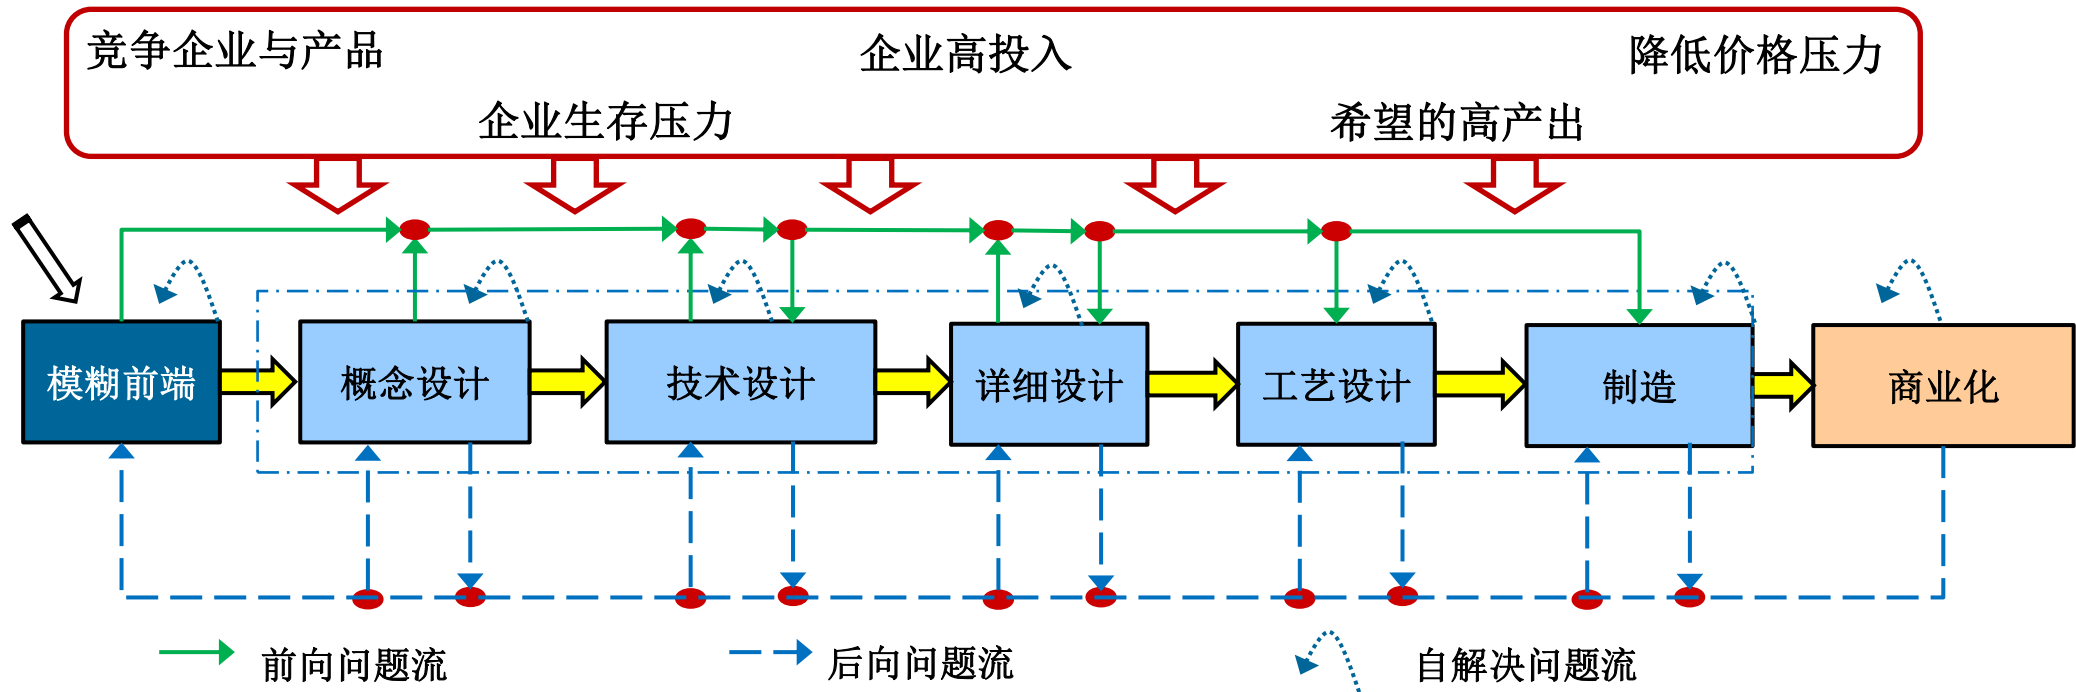 竞争企业与产品
企业高投入
降低价格压力
企业生存压力
希望的高产出
模糊前端
概念设计
技术设计
详细设计
工艺设计
制造
商业化
前向问题流
后向问题流
自解决问题流